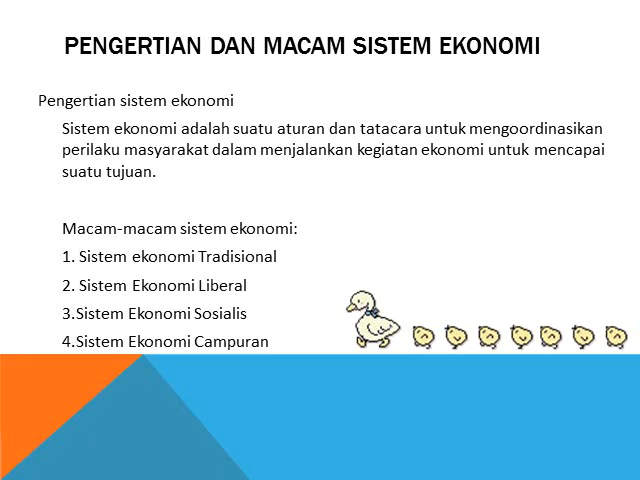 PENGERTIAN DAN MACAM SISTEM EKONOMI
Pengertian sistem ekonomi
Sistem ekonomi adalah suatu aturan dan tatacara untuk mengoordinasikan
perilaku masyarakat dalam menjalankan kegiatan ekonomi untuk mencapai
suatu tujuan.
Macam-macam sistem ekonomi:
1. Sistem ekonomi Tradisional
2. Sistem Ekonomi Liberal
3.Sistem Ekonomi Sosialis
4.Sistem Ekonomi Campuran